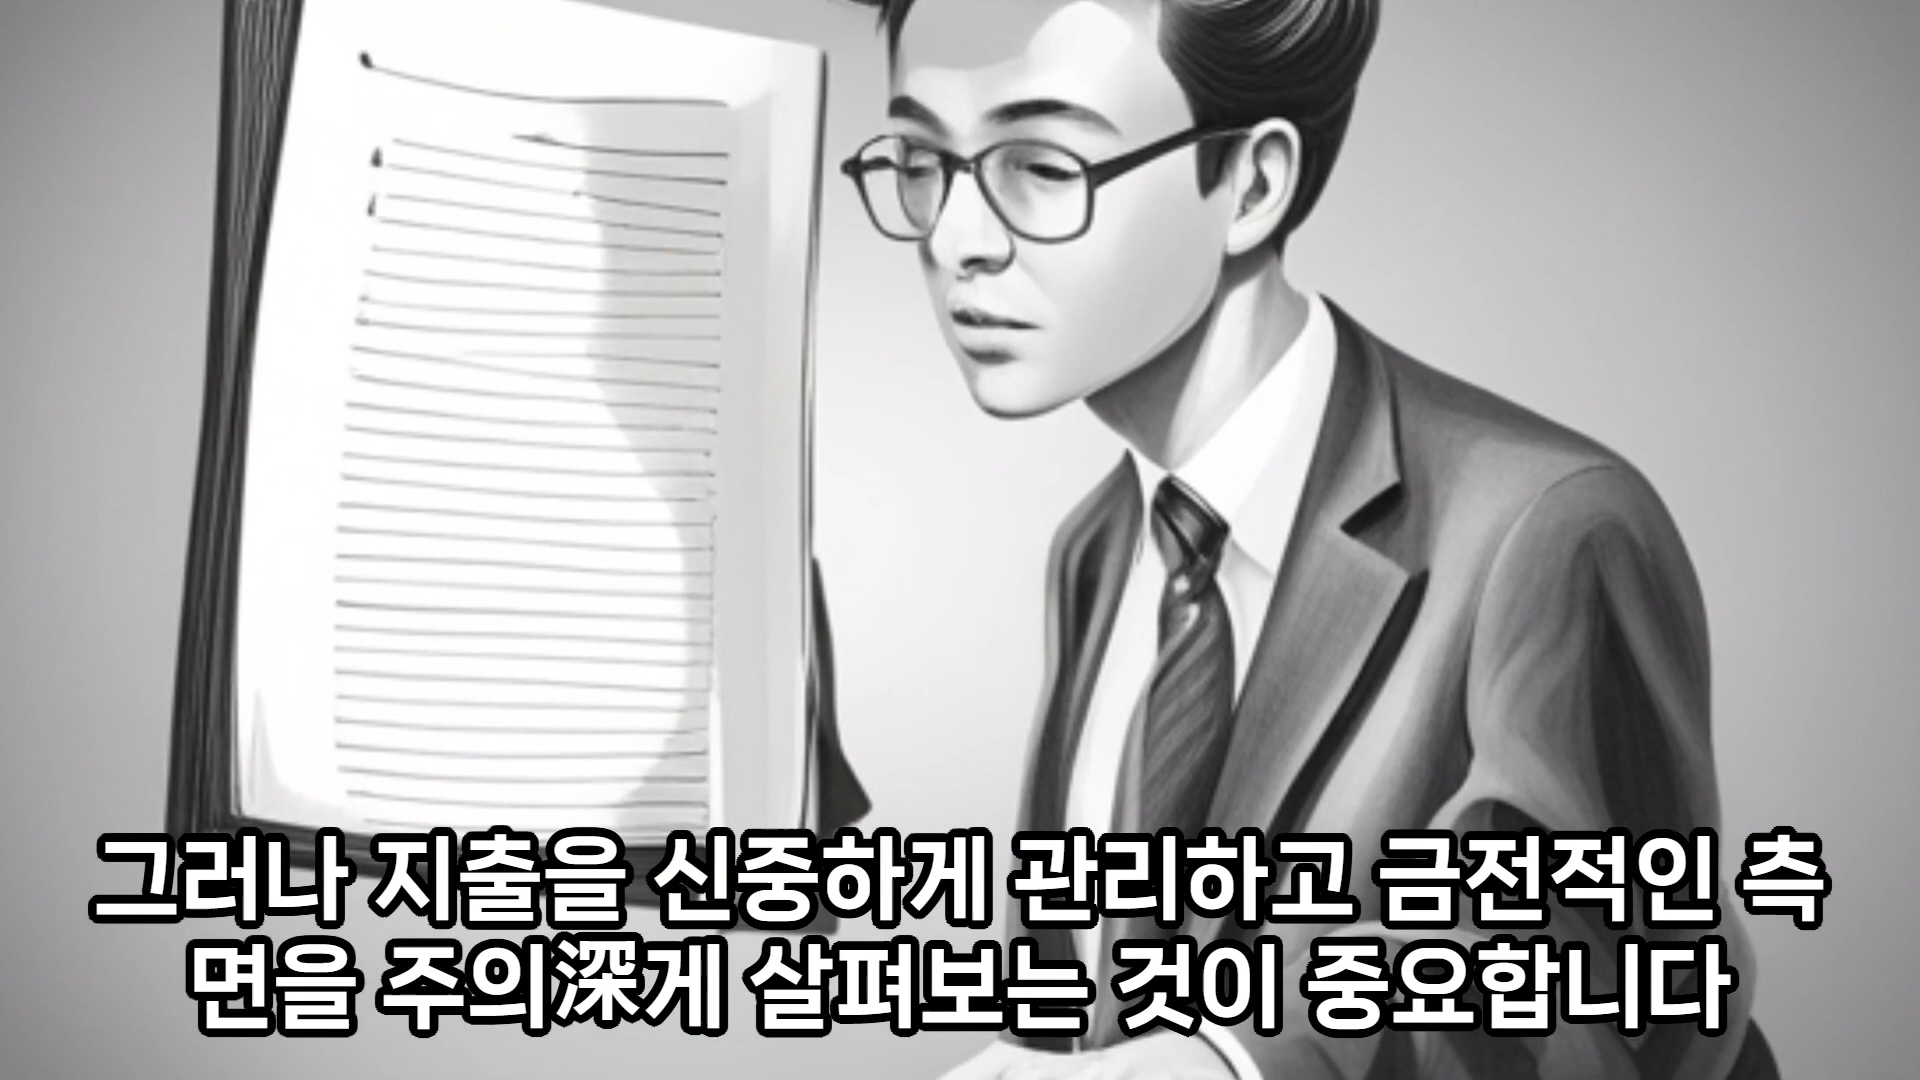 그러나 지출을 신중하게 관리하고 금전적인 측
면을 주의深게 살펴보는 것이 중요합니다